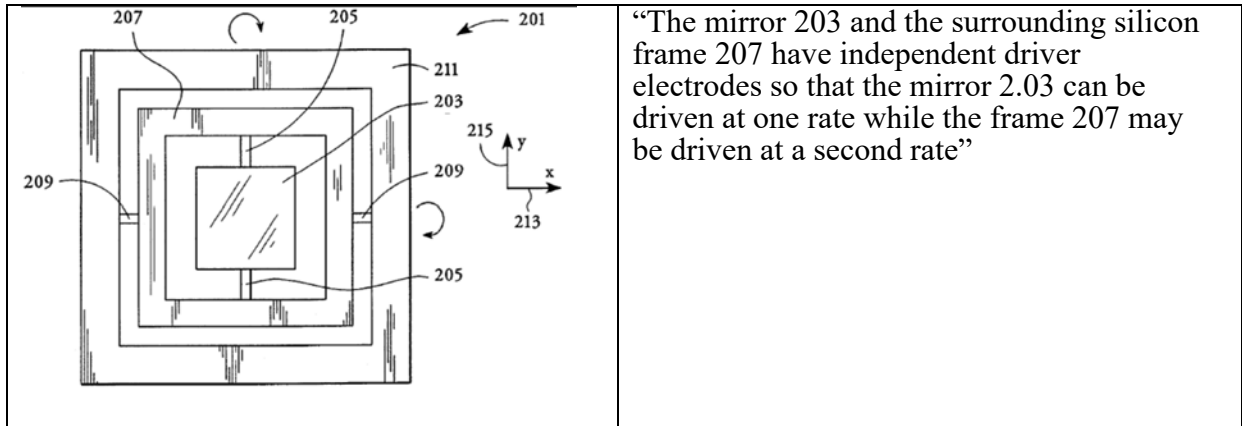 207
205
201
211
203
215
y
x
209
209
213
205
“The mirror 203 and the surrounding silicon
frame 207 have independent driver
electrodes so that the mirror 2.03 can be
driven at one rate while the frame 207 may
be driven at a second rate”